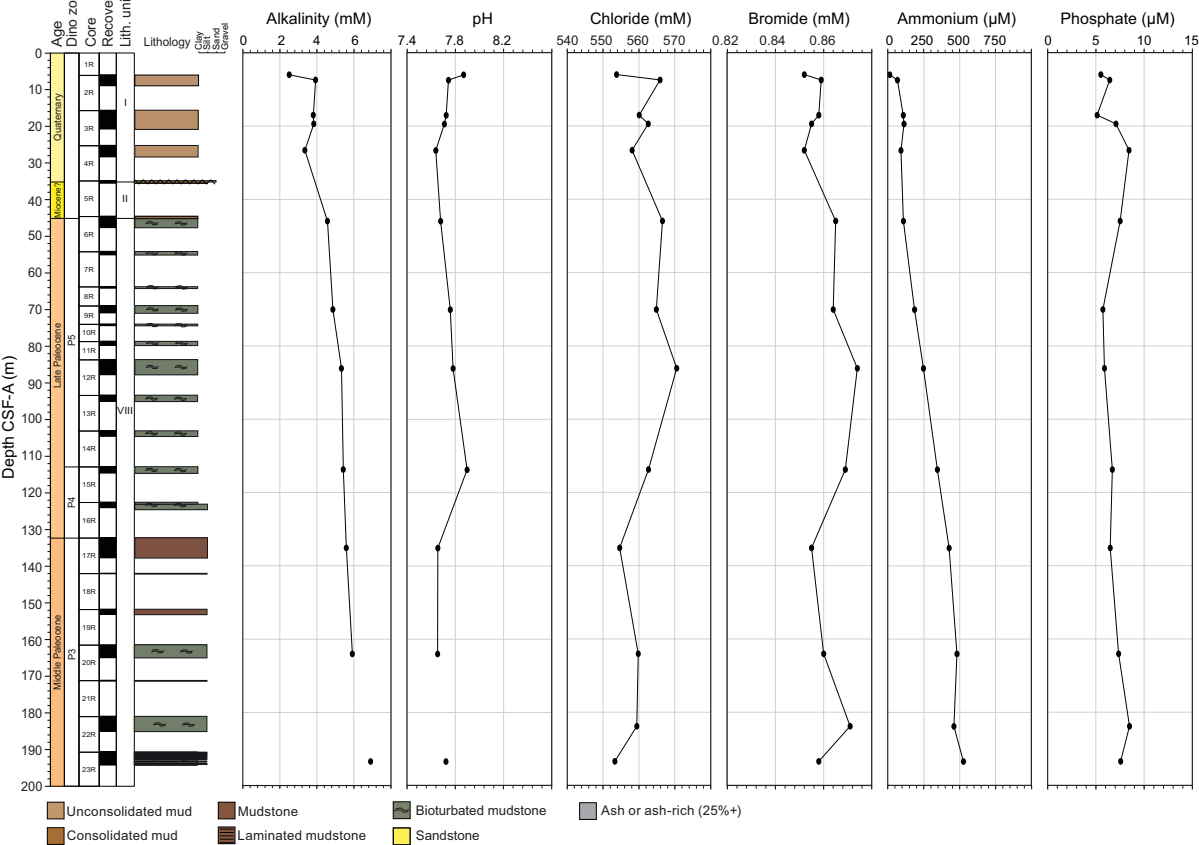 Age
Dino zo
Core
Recove
Lith. uni
Lithology
Clay
Silt
Sand
Gravel
Alkalinity (mM)
pH
Chloride (mM)
Bromide (mM)
Ammonium (µM)
Phosphate (µM)
0 2 4 6
7.4 7.8 8.2
540 550 560 570
0.82 0.84 0.86
0 250 500 750
0 5 10 15
Depth CSF-A (m)
0
10
20
30
40
50
60
70
80
90
100
110
120
130
140
150
160
170
180
190
200
Quaternary
Miocene?
Late Paleocene
Middle Paleocene
P5
P4
P3
1R
2R
3R
4R
5R
6R
7R
8R
9R
10R
11R
12R
13R
14R
15R
16R
17R
18R
19R
20R
21R
22R
23R
I
II
VIII
Unconsolidated mud
Mudstone
Bioturbated mudstone
Ash or ash-rich (25%+)
Consolidated mud
Laminated mudstone
Sandstone